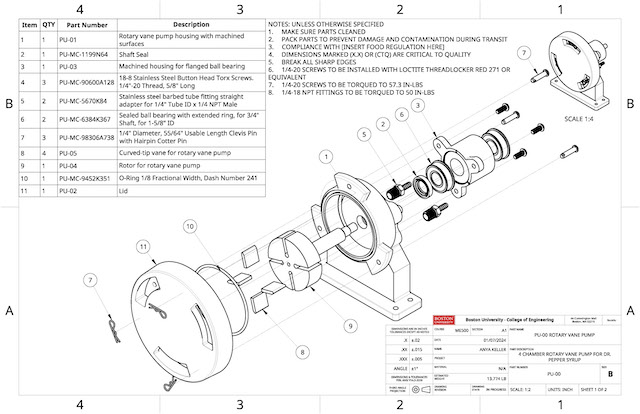 4 3 2 1
Item QTY Part Number Description
1 1 PU-01 Rotary vane pump housing with machined
surfaces
2 1 PU-MC-1199N64 Shaft Seal
3 1 PU-03 Machined housing for flanged ball bearing
4 3 PU-MC-90600A128 18-8 Stainless Steel Button Head Torx Screws
1/4"-20 Thread, 5/8" Long
5 2 PU-MC-5670K84 Stainless steel barbed tube fitting straight
adapter for 1/4" Tube ID x 1/4 NPT Male
6 2 PU-MC-6384K367 Sealed ball bearing with extended ring, for 3/4"
Shaft, for 1-5/8" ID
7 3 PU-MC-98306A738 1/4" Diameter, 55/64" Usable Length Clevis Pin
with Hairpin Cotter Pin
8 4 PU-05 Curved tip vane for rotary vane pump
9 1 PU-04 Rotor for rotary vane pump
10 1 PU-MC-9452K351 O-Ring 1/8 Fractional Width, Dash Number 241
11 1 PU-02 Lid
NOTES: UNLESS OTHERWISE SPECIFIED
1. MAKE SURE PARTS CLEANED
2. PACK PARTS TO PREVENT DAMAGE AND CONTAMINATION DURING TRANSIT
3. COMPLIANCE WITH [INSERT FOOD REGULATION HERE]
4. DIMENSIONS MARKED (X.X) OR (CTQ) ARE CRITICAL TO QUALITY
5. BREAK ALL SHARP EDGES
6. 1/4-20 SCREWS TO BE INSTALLED WITH LOCTITE THREADLOCKER RED 271 OR
EQUIVALENT
7. 1/4-20 SCREWS TO BE TORQUED TO 57.3 IN-LBS
8. 1/4-18 NPT FITTINGS TO BE TORQUED TO 50 IN-LBS
SCALE 1:4
B
B
7
3
4
6
2
5
1
10
11
7
9
8
A
A
BOSTON
UNIVERSITY
Boston University - College of Engineering
COURSE ME500 SECTION A1
DATE 01/01/2024
NAME ANYA KILLER
PROJECT
MATERIAL N/A
13.774 LB
X ±.02
.XX ±.015
.XXX ±.005
ANGLE ±1°
PART NAME
PU-00 ROTARY VANE PUMP
PART DESCRIPTION
4 CHAMBER ROTARY VANE PUMP FOR DR.
PEPPER SYRUP
PART NUMBER
PU-00
SIZE
B
SCALE: 1:2 UNITS: INCH SHEET 1 OF 2
4 3 2 1